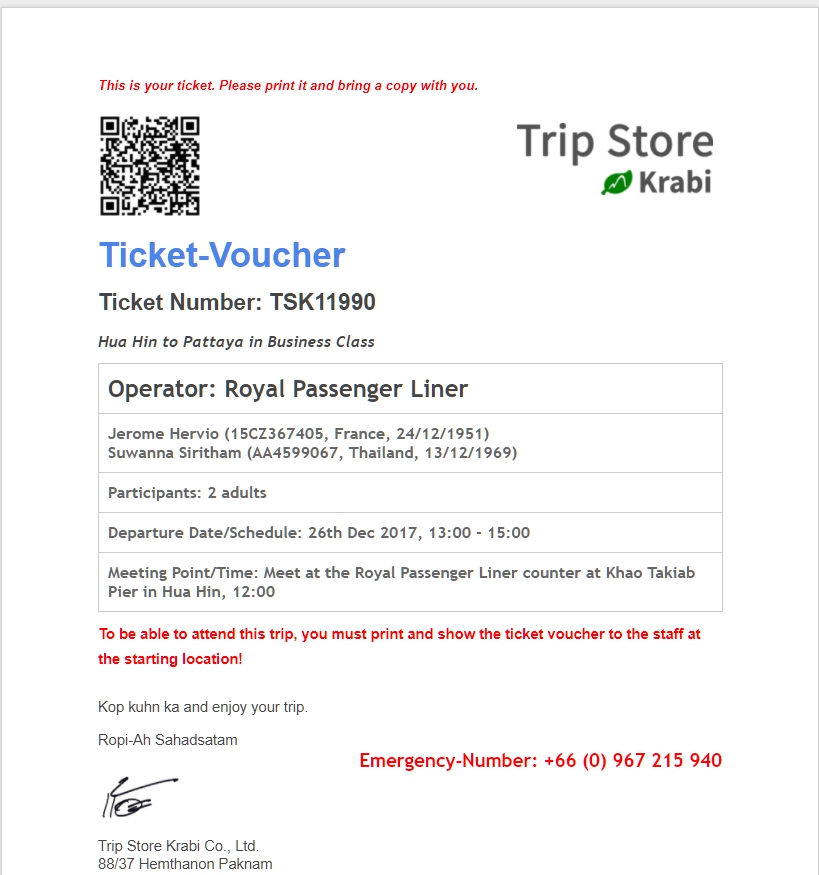 This is your ticket. Please print it and bring a copy with you.
Trip Store
Krabi
Ticket-Voucher
Ticket Number: TSK11990
Hua Hin to Pattaya in Business Class
Operator: Royal Passenger Liner
Jerome Hervio (15CZ367405, France, 24/12/1951)
Suwanna Siritham (AA4599067, Thailand, 13/12/1969)
Participants: 2 adults
Departure Date/Schedule: 26th Dec 2017, 13:00 - 15:00
Meeting Point/Time: Meet at the Royal Passenger Liner counter at Khao Takiab
Pier in Hua Hin, 12:00
To be able to attend this trip, you must print and show the ticket voucher to the staff at
the starting location!
Kop kuhn ka and enjoy your trip.
Ropi-Ah Sahadsatam
Emergency-Number: +66 (0) 967 215 940
Trip Store Krabi Co., Ltd.
88/37 Hemthanon Paknam